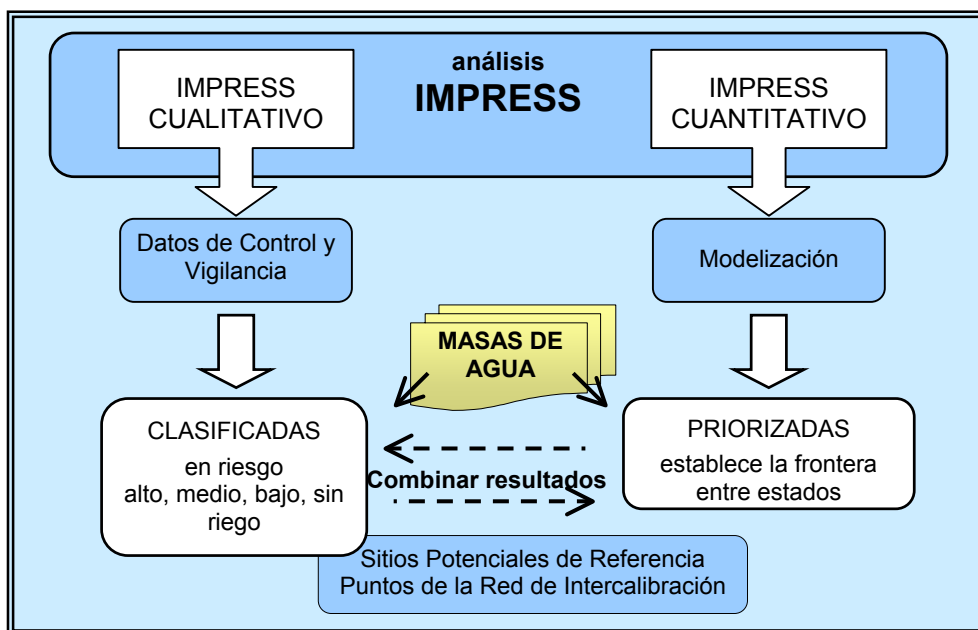 análisis
IMPRESS
IMPRESS
CUALITATIVO
IMPRESS
CUANTITATIVO
Datos de Control y
Vigilancia
Modelización
MASAS DE
AGUA
CLASIFICADAS
en riesgo
alto, medio, bajo, sin
riego
Combinar resultados
PRIORIZADAS
establece la frontera
entre estados
Sitios Potenciales de Referencia
Puntos de la Red de Intercalibración